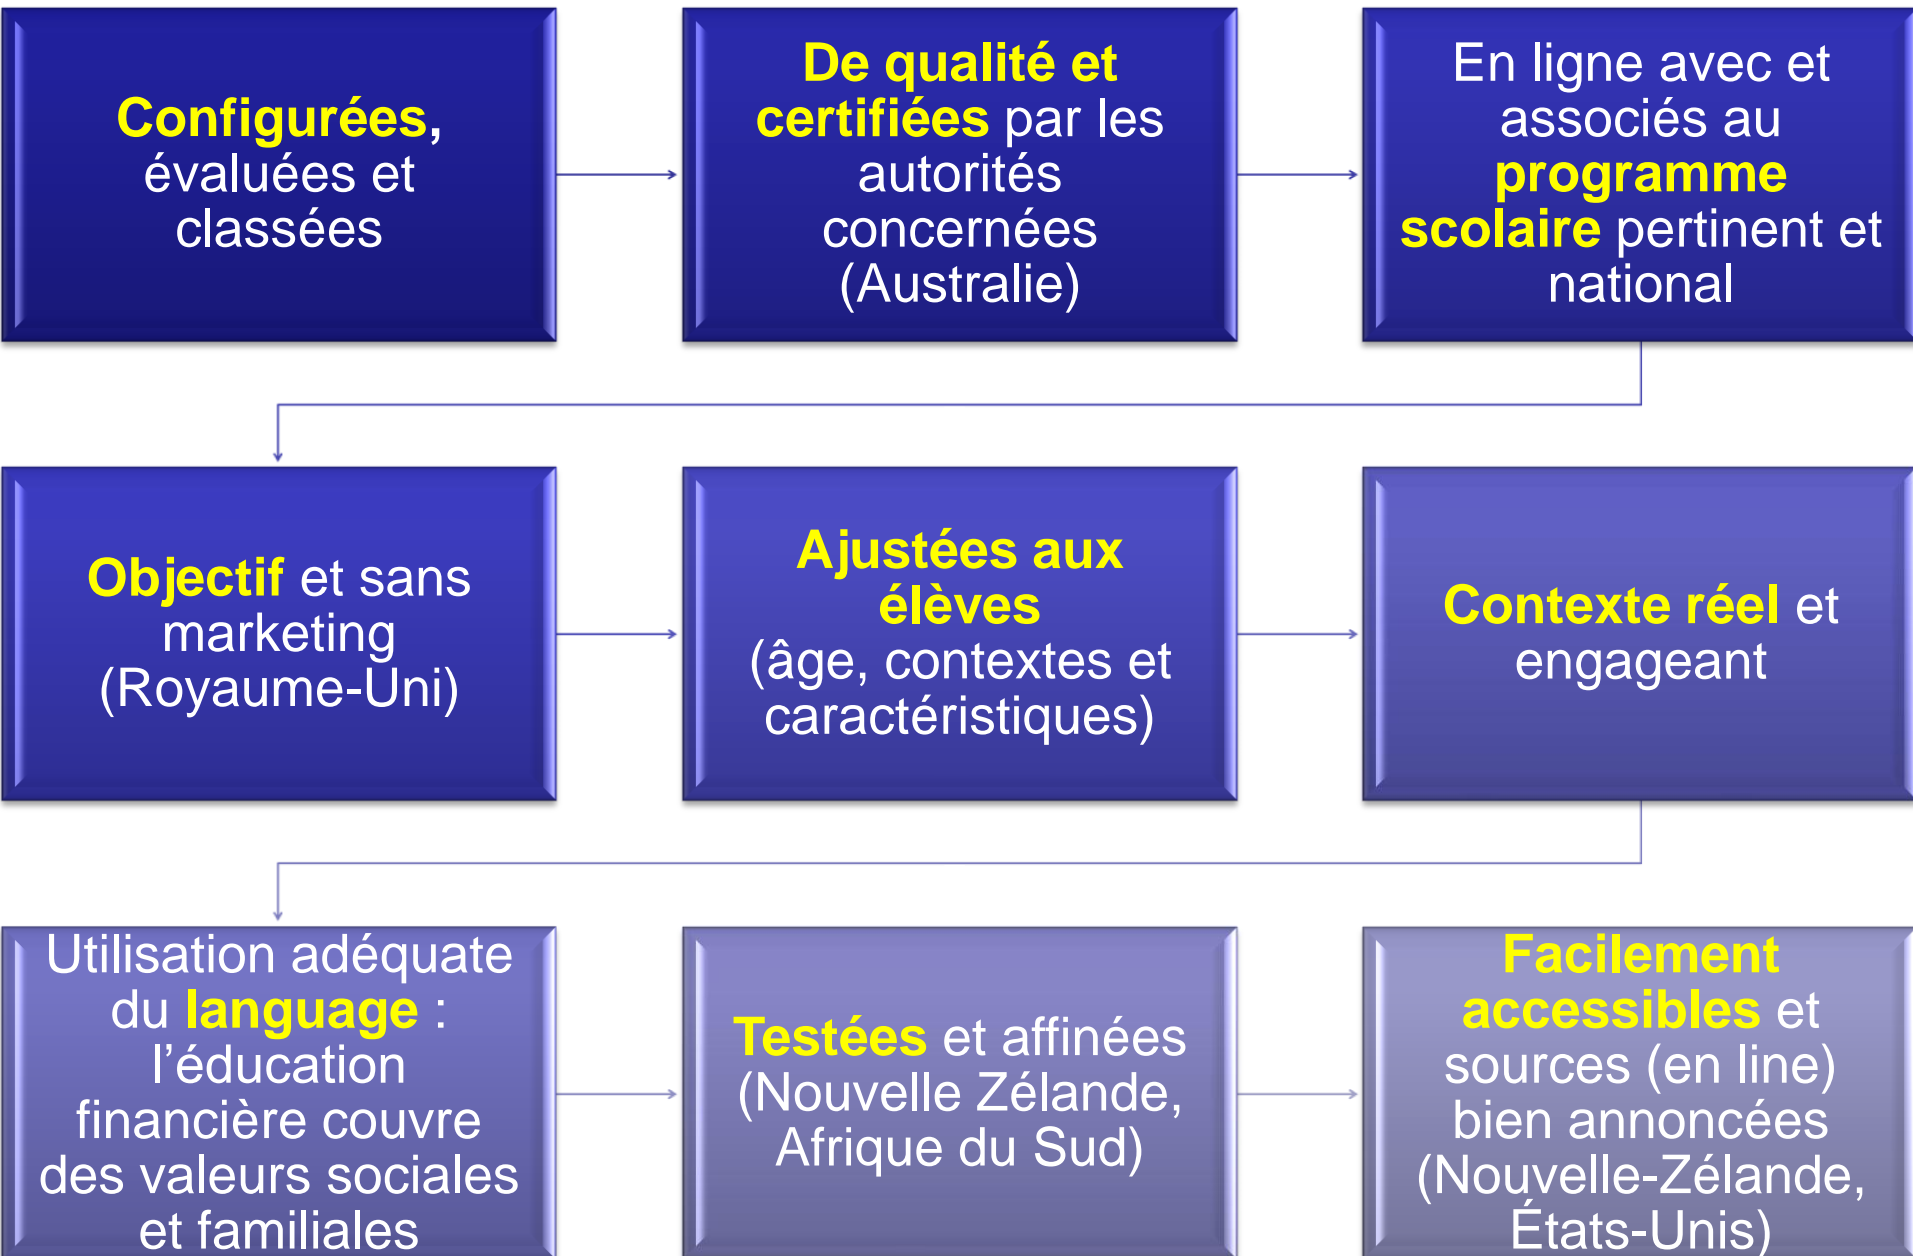 Configurées,
évaluées et
classées
De qualité et
certifiées par les
autorités
concernées
(Australie)
En ligne avec et
associés au
programme
scolaire pertinent et
national
Objectif et sans
marketing
(Royaume-Uni)
Ajustées aux
élèves
(âge, contextes et
caractéristiques)
Contexte réel et
engageant
Utilisation adéquate
du language :
l’éducation
financière couvre
des valeurs sociales
et familiales
Testées et affinées
(Nouvelle Zélande,
Afrique du Sud)
Facilement
accessibles et
sources (en line)
bien annoncées
(Nouvelle-Zélande,
États-Unis)